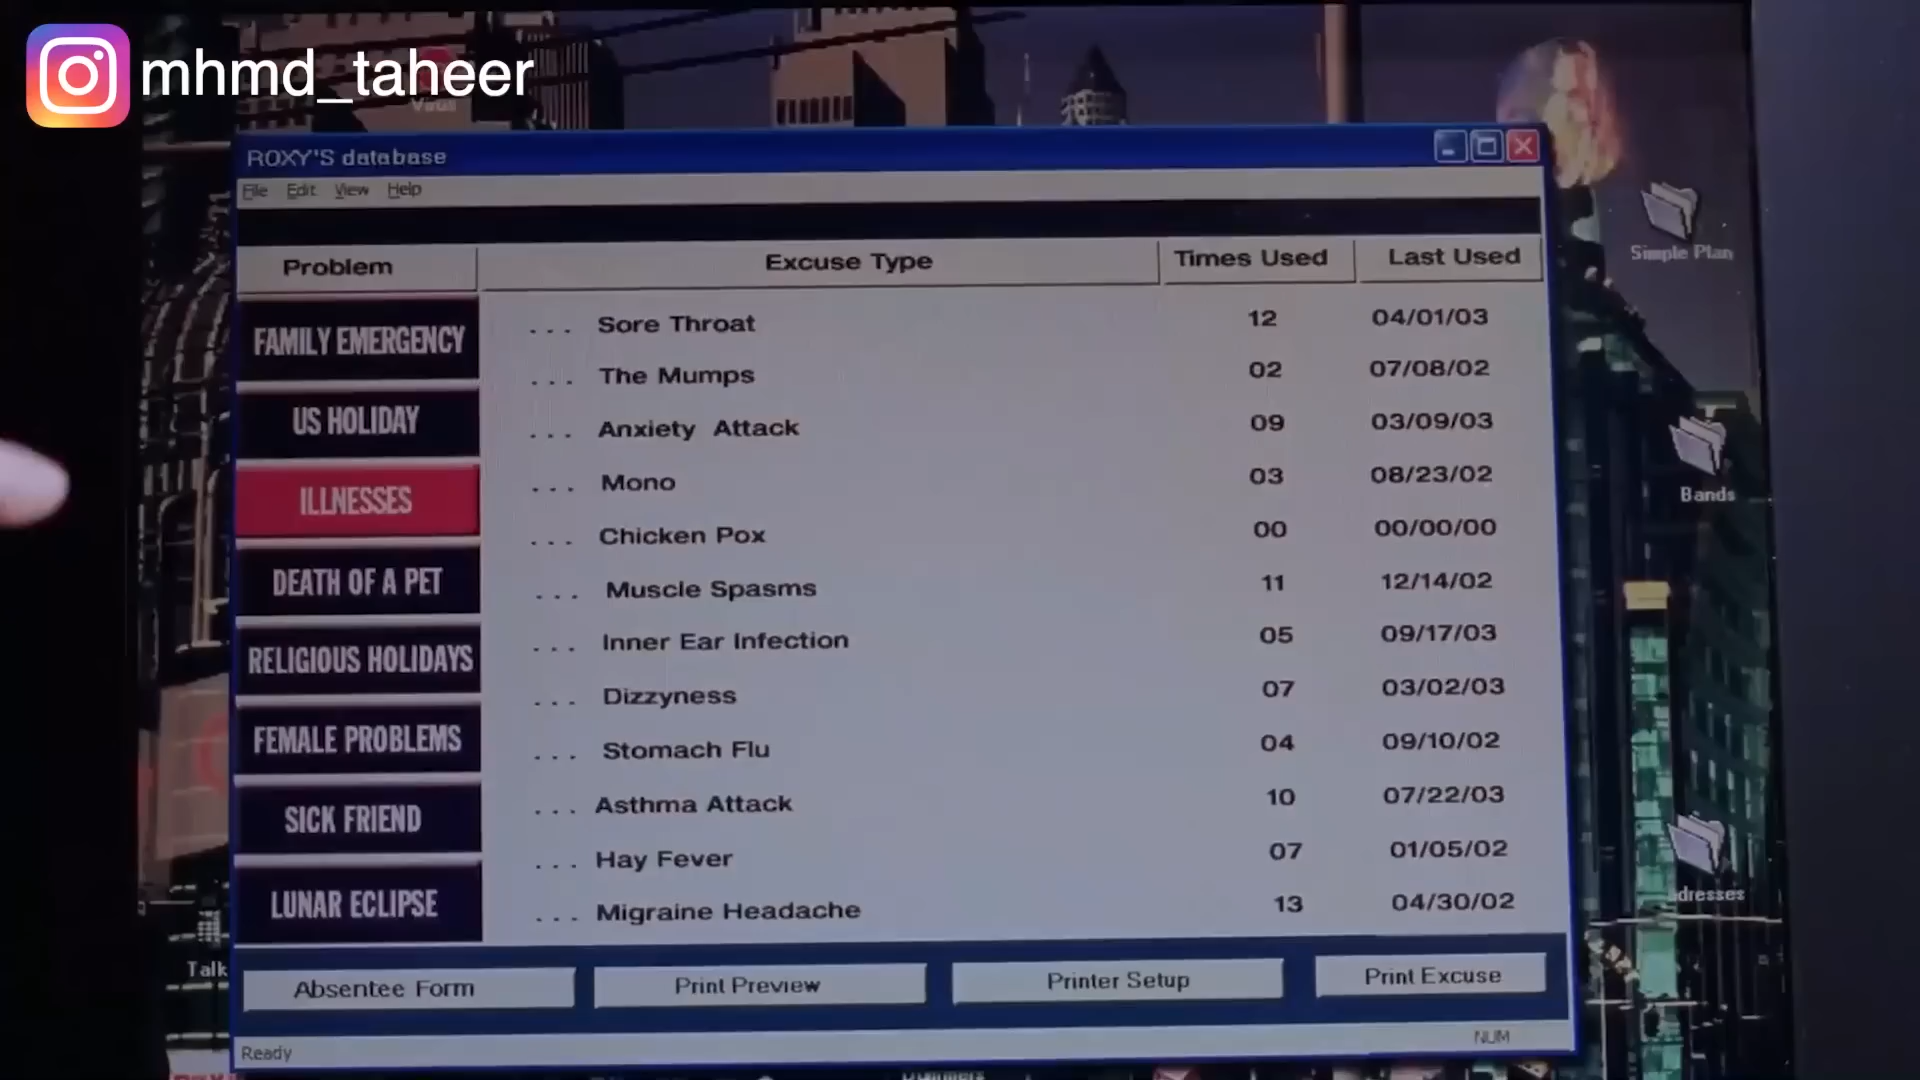 mhmd_taheer
Virus
ROXY'S database
File Edit View Help
Problem Excuse Type Times Used Last Used
FAMILY EMERGENCY
US HOLIDAY
ILLNESSES
DEATH OF A PET
RELIGIOUS HOLIDAYS
FEMALE PROBLEMS
SICK FRIEND
LUNAR ECLIPSE
... Sore Throat 12 04/01/03
... The Mumps 02 07/08/02
... Anxiety Attack 09 03/09/03
... Mono 03 08/23/02
... Chicken Pox 00 00/00/00
... Muscle Spasms 11 12/14/02
... Inner Ear Infection 05 09/17/03
... Dizzyness 07 03/02/03
... Stomach Flu 04 09/10/02
... Asthma Attack 10 07/22/03
... Hay Fever 07 01/05/02
... Migraine Headache 13 04/30/02
Absentee Form Print Preview Printer Setup Print Excuse
Ready NUM
Simple Plan
Bands
dresses
Talk